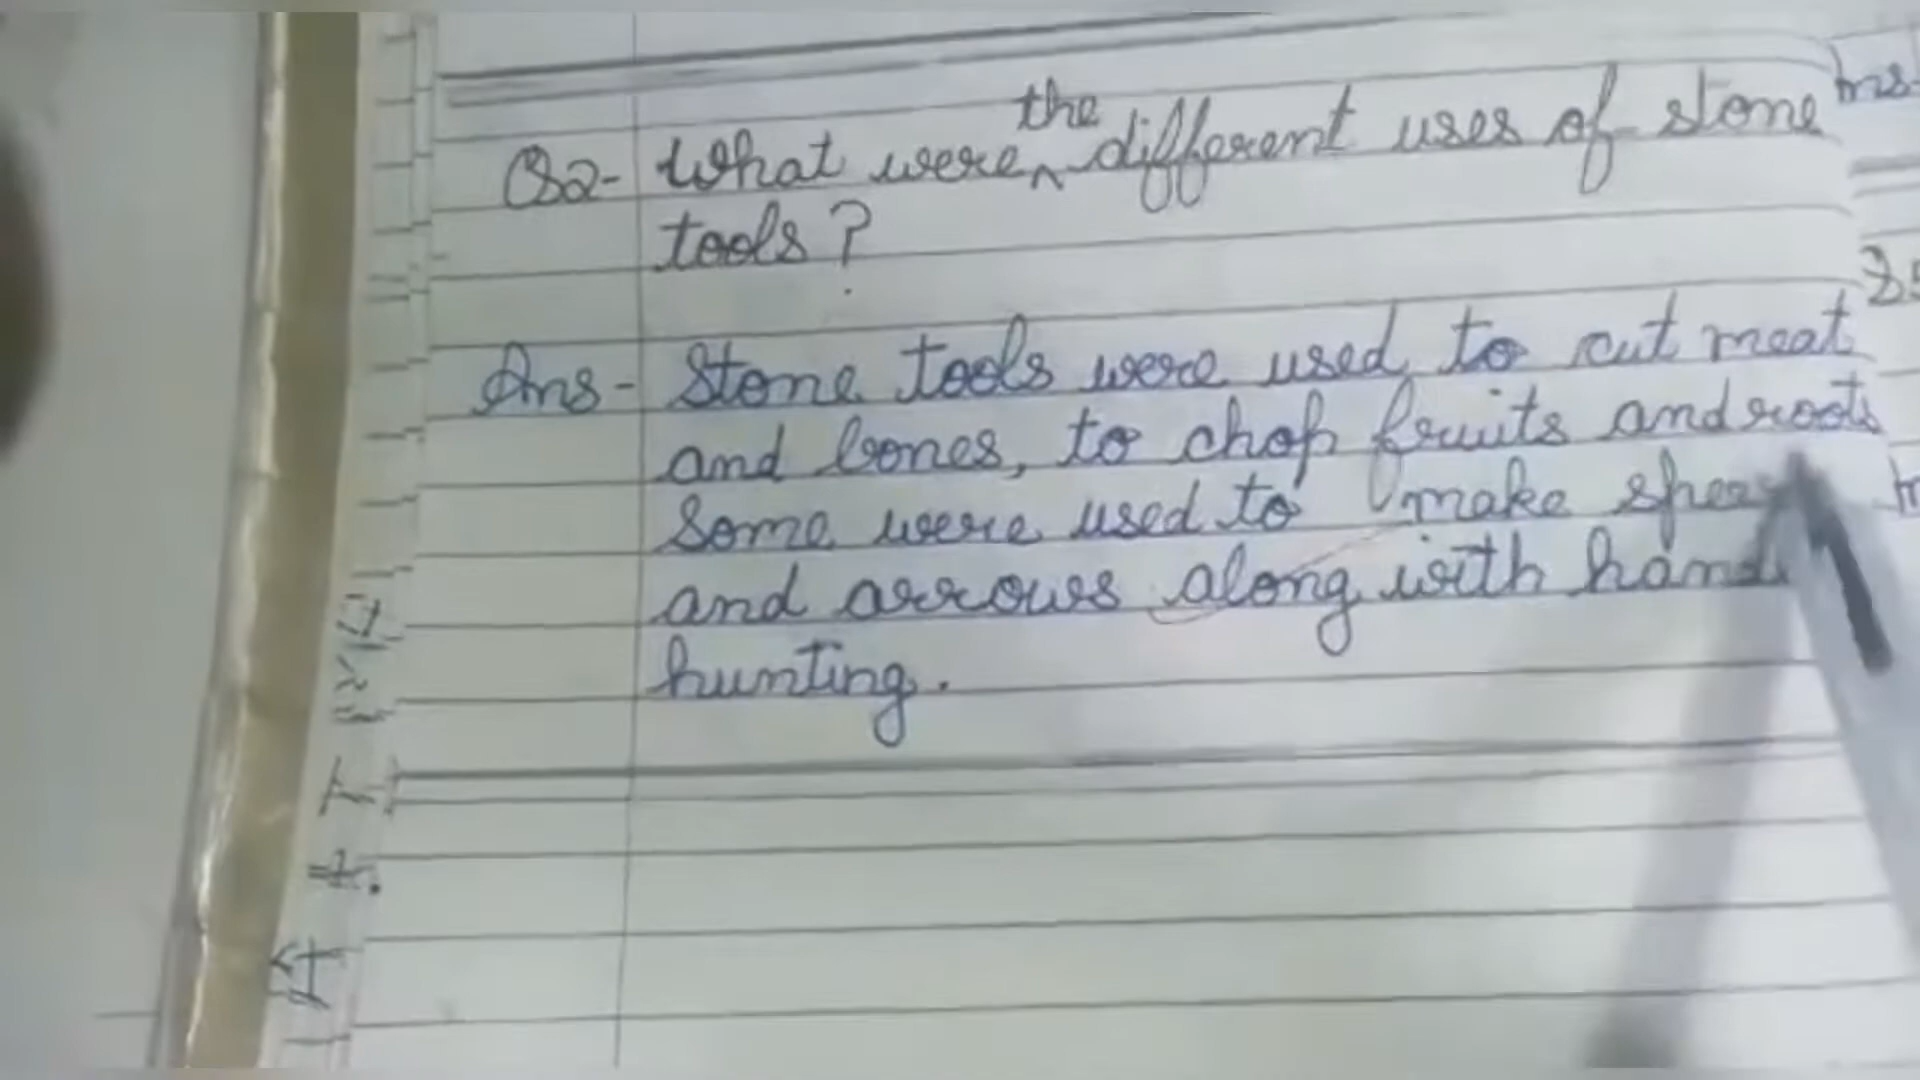 the
Q2- What were ^ different uses of stone
tools?
Ans- Stone tools were used to cut meat
and bones, to chop fruits and roots
Some were used to make
and arrows along with
hunting.